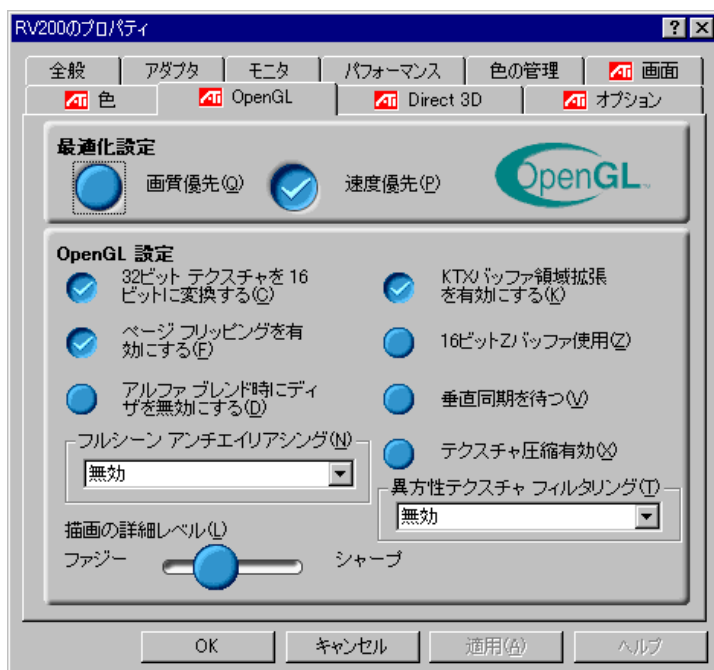 RV200のプロパティ
全般
アダプタ
モニタ
パフォーマンス
色の管理
ATI 画面
ATI 色
ATI OpenGL
ATI Direct 3D
ATI オプション
最適化設定
画質優先(Q)
速度優先(P)
OpenGL
OpenGL 設定
32ビット テクスチャを 16
ビットに変換する(C)
KTXバッファ領域拡張
を有効にする(K)
ページ フリッピングを有
効にする(F)
16ビットZバッファ使用(Z)
アルファ ブレンド時にディ
ザを無効にする(D)
垂直同期を待つ(V)
テクスチャ圧縮有効(X)
フルシーン アンチエイリアシング(N)
無効
異方性テクスチャ フィルタリング(T)
無効
描画の詳細レベル(L)
ファジー
シャープ
OK
キャンセル
適用(A)
ヘルプ